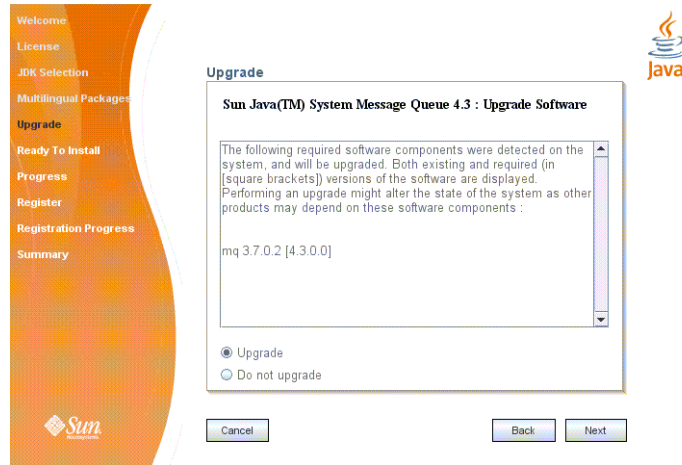 Welcome
License
JDK Selection
Multilingual Packages
Upgrade
Ready To Install
Progress
Register
Registration Progress
Summary
Sun
microsystems
Java
Upgrade
Sun Java(TM) System Message Queue 4.3 : Upgrade Software
The following required software components were detected on the
system, and will be upgraded. Both existing and required (in
[square brackets]) versions of the software are displayed.
Performing an upgrade might alter the state of the system as other
products may depend on these software components :
mq 3.7.0.2 [4.3.0.0]
Upgrade
Do not upgrade
Cancel
Back
Next